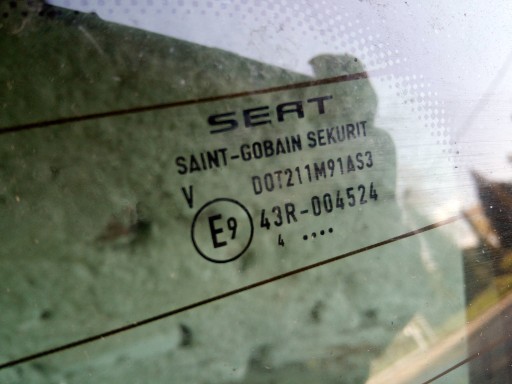 SEAT
SAINT-GOBAIN SEKURIT
V DOT211M91AS3
E9 43R-004524
4 ....